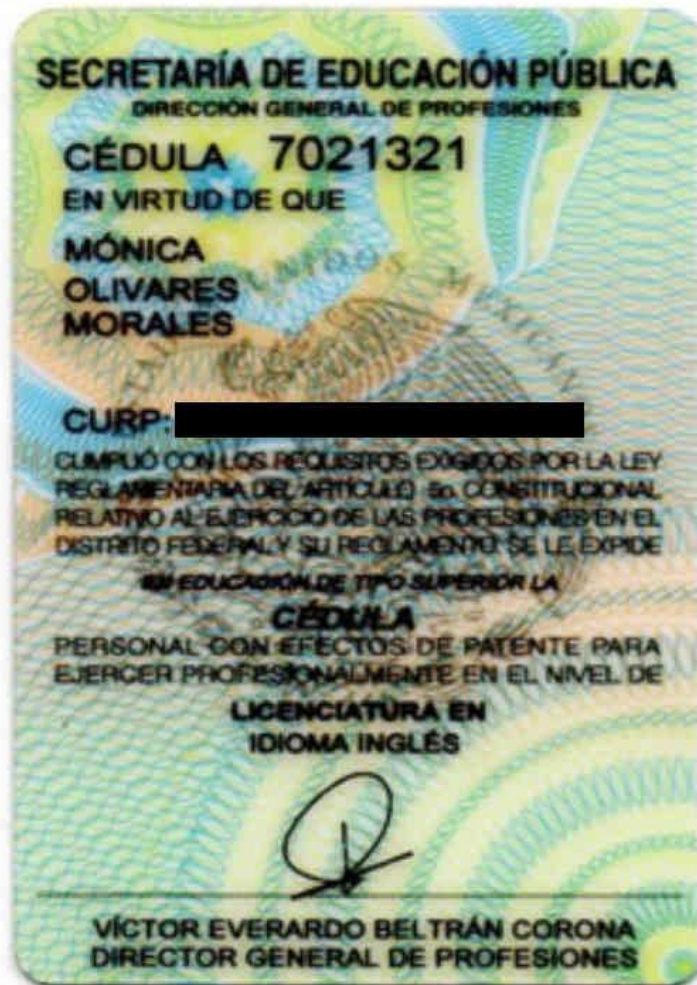 SECRETARÍA DE EDUCACIÓN PÚBLICA
DIRECCIÓN GENERAL DE PROFESIONES
CÉDULA 7021321
EN VIRTUD DE QUE
MÓNICA
OLIVARES
MORALES
UNIDOS MEXICANOS
CURP:
CUMPLIÓ CON LOS REQUISITOS EXIGIDOS POR LA LEY
REGLAMENTARIA DEL ARTÍCULO 5o. CONSTITUCIONAL
RELATIVO AL EJERCICIO DE LAS PROFESIONES EN EL
DISTRITO FEDERAL Y SU REGLAMENTO SE LE EXPIDE
EN EDUCACIÓN DE TIPO SUPERIOR LA
CÉDULA
PERSONAL CON EFECTOS DE PATENTE PARA
EJERCER PROFESIONALMENTE EN EL NIVEL DE
LICENCIATURA EN
IDIOMA INGLÉS
VÍCTOR EVERARDO BELTRÁN CORONA
DIRECTOR GENERAL DE PROFESIONES